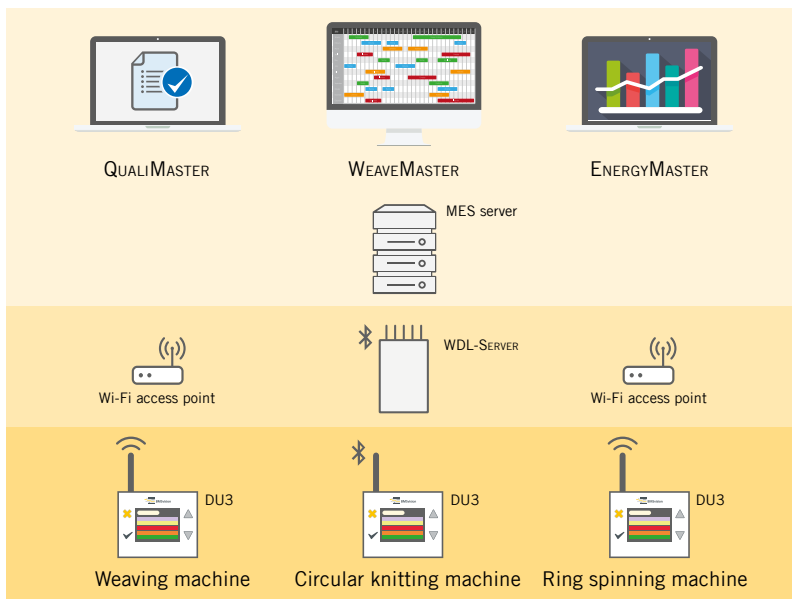 QualiMaster
WeaveMaster
EnergyMaster
MES server
WDL-Server
Wi-Fi access point
Wi-Fi access point
DU3
DU3
DU3
Weaving machine
Circular knitting machine
Ring spinning machine